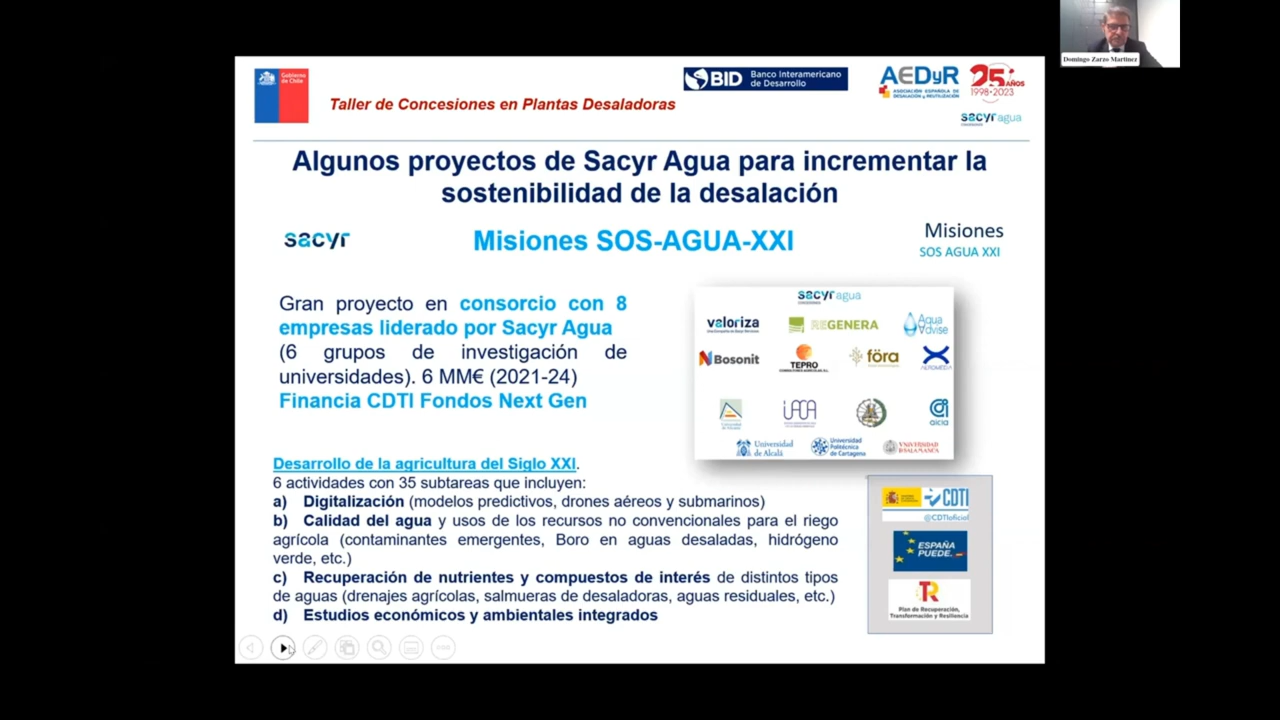 Domingo Zarzo Martínez
Gobierno
de Chile
Taller de Concesiones en Plantas Desaladoras
BID
Banco Interamericano
de Desarrollo
AEDyR
ASOCIACIÓN ESPAÑOLA DE
DESALACIÓN Y REUTILIZACIÓN
25 AÑOS
1998·2023
sacyr agua
Algunos proyectos de Sacyr Agua para incrementar la
sostenibilidad de la desalación
sacyr
Misiones SOS-AGUA-XXI
Misiones
SOS AGUA XXI
Gran proyecto en consorcio con 8
empresas liderado por Sacyr Agua
(6 grupos de investigación de
universidades). 6 MM€ (2021-24)
Financia CDTI Fondos Next Gen
sacyr agua
valoriza
REGENERA
Aqua
Advise
Bosonit
TEPRO
föra
UACA
aicia
Universidad
de Alcalá
Universidad
Politécnica
de Cartagena
Desarrollo de la agricultura del Siglo XXI.
6 actividades con 35 subtareas que incluyen:
a) Digitalización (modelos predictivos, drones aéreos y submarinos)
b) Calidad del agua y usos de los recursos no convencionales para el riego
agrícola (contaminantes emergentes, Boro en aguas desaladas, hidrógeno
verde, etc.)
c) Recuperación de nutrientes y compuestos de interés de distintos tipos
de aguas (drenajes agrícolas, salmueras de desaladoras, aguas residuales, etc.)
d) Estudios económicos y ambientales integrados
CDTI
@CDTIoficial
ESPAÑA
PUEDE.
Plan de Recuperación,
Transformación y Resiliencia